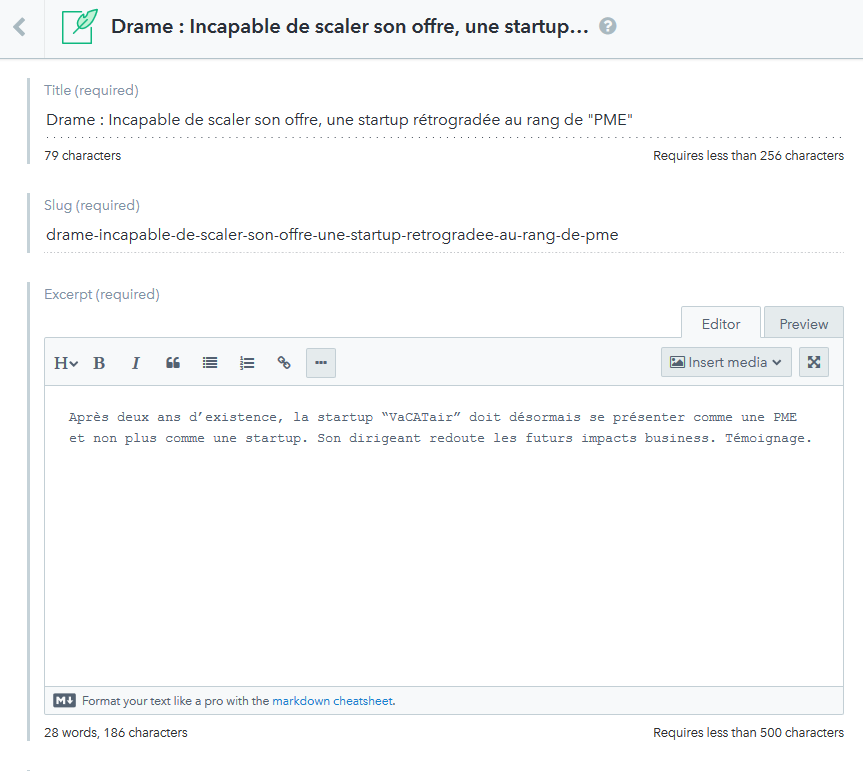 Drame : Incapable de scaler son offre, une startup...
Title (required)
Drame : Incapable de scaler son offre, une startup rétrogradée au rang de "PME"
79 characters
Requires less than 256 characters
Slug (required)
drame-incapable-de-scaler-son-offre-une-startup-retrogradee-au-rang-de-pme
Excerpt (required)
Editor
Preview
H
B
I
Insert media
Après deux ans d’existence, la startup “VaCATair” doit désormais se présenter comme une PME
et non plus comme une startup. Son dirigeant redoute les futurs impacts business. Témoignage.
M Format your text like a pro with the markdown cheatsheet.
28 words, 186 characters
Requires less than 500 characters